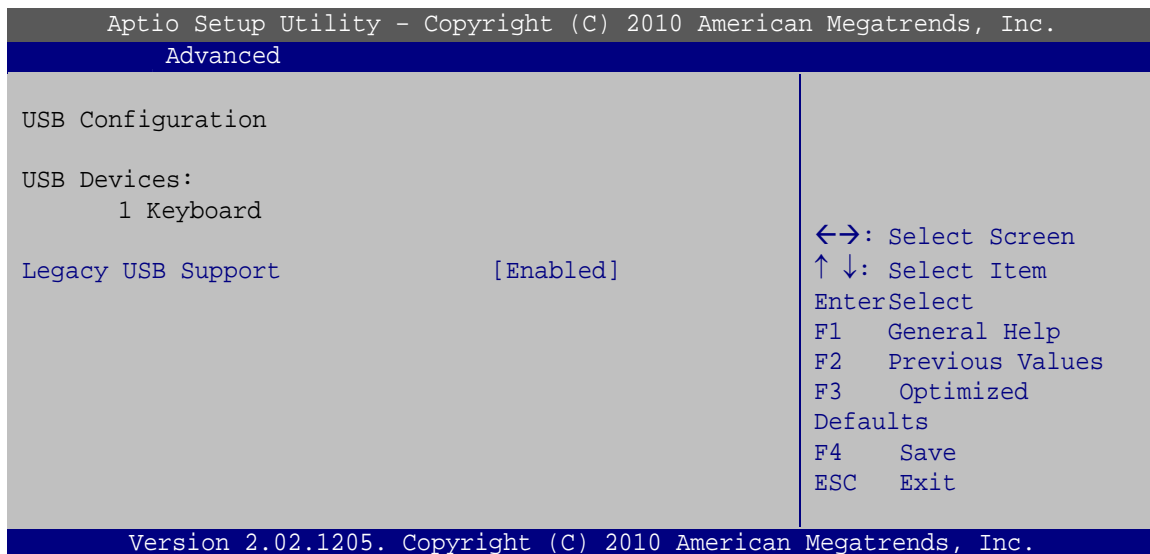 Aptio Setup Utility – Copyright (C) 2010 American Megatrends, Inc.
Advanced
USB Configuration
USB Devices:
1 Keyboard
Legacy USB Support [Enabled]
←→: Select Screen
↑ ↓: Select Item
EnterSelect
F1 General Help
F2 Previous Values
F3 Optimized
Defaults
F4 Save
ESC Exit
Version 2.02.1205. Copyright (C) 2010 American Megatrends, Inc.